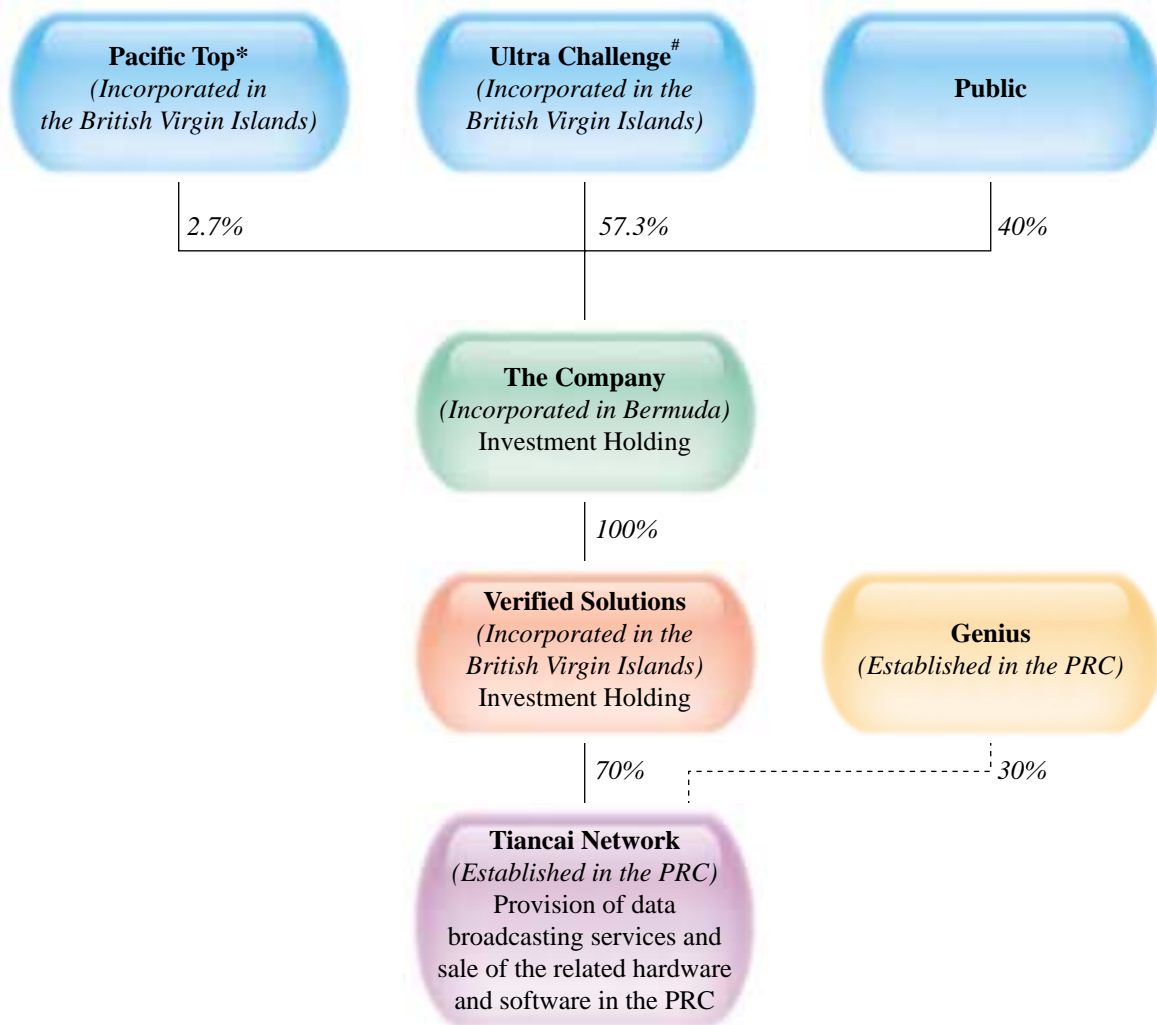 Pacific Top*
(Incorporated in
the British Virgin Islands)
Ultra Challenge#
(Incorporated in the
British Virgin Islands)
Public
2.7%
57.3%
40%
The Company
(Incorporated in Bermuda)
Investment Holding
100%
Verified Solutions
(Incorporated in the
British Virgin Islands)
Investment Holding
Genius
(Established in the PRC)
70%
30%
Tiancai Network
(Established in the PRC)
Provision of data
broadcasting services and
sale of the related hardware
and software in the PRC